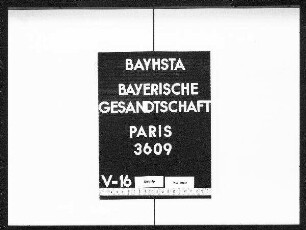 BAYHSTA
BAYERISCHE
GESANDTSCHAFT
PARIS
3609
V-16